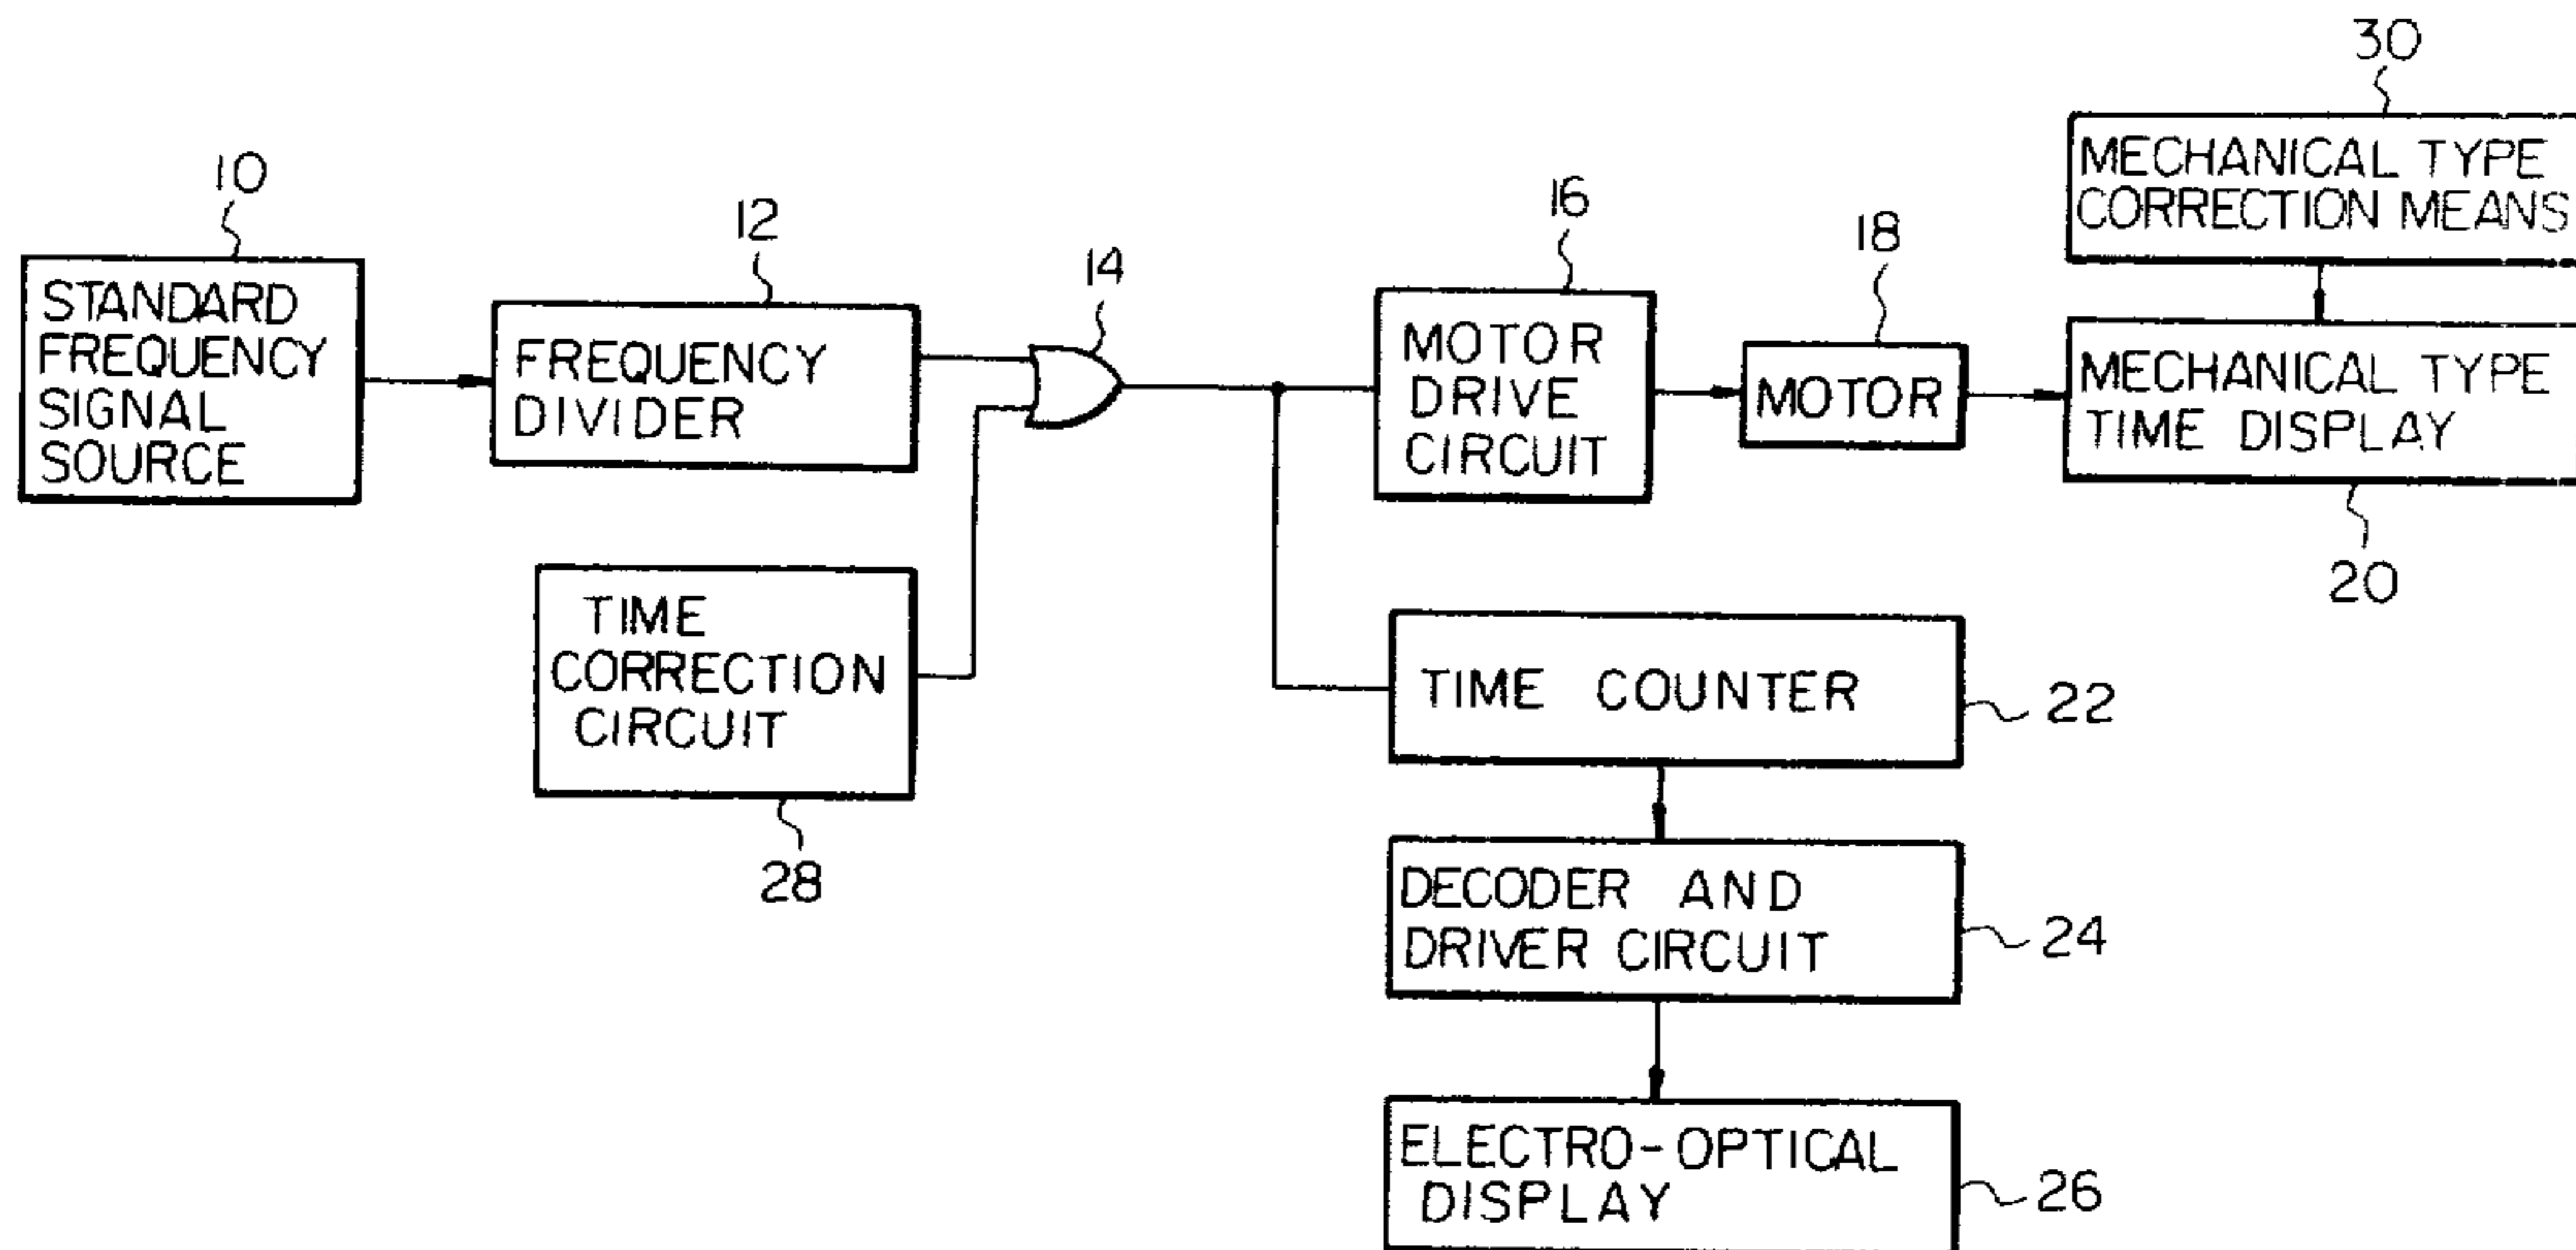 10
STANDARD
FREQUENCY
SIGNAL
SOURCE
12
FREQUENCY
DIVIDER
14
TIME
CORRECTION
CIRCUIT
28
16
MOTOR
DRIVE
CIRCUIT
18
MOTOR
30
MECHANICAL TYPE
CORRECTION MEANS
MECHANICAL TYPE
TIME DISPLAY
20
TIME COUNTER
22
DECODER AND
DRIVER CIRCUIT
24
ELECTRO-OPTICAL
DISPLAY
26